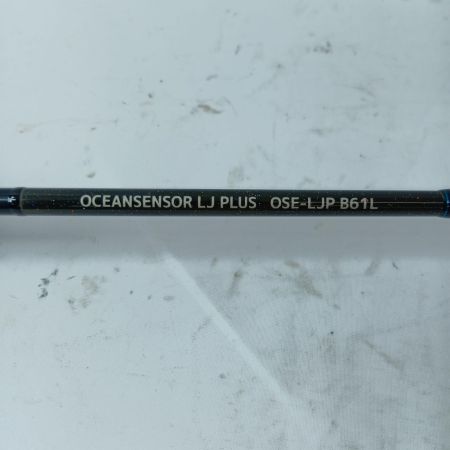 OCEANSENSOR LJ PLUS OSE-LJP B61L